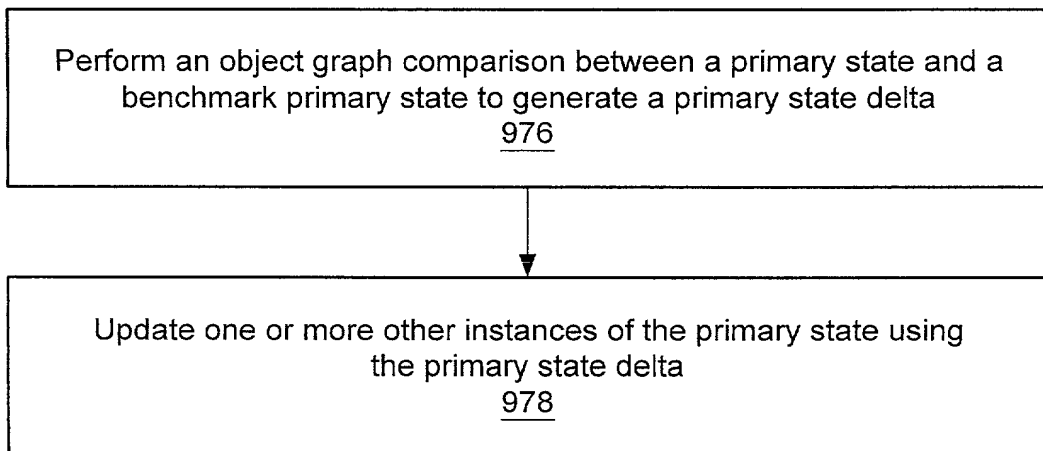 Perform an object graph comparison between a primary state and a
benchmark primary state to generate a primary state delta
976
Update one or more other instances of the primary state using
the primary state delta
978